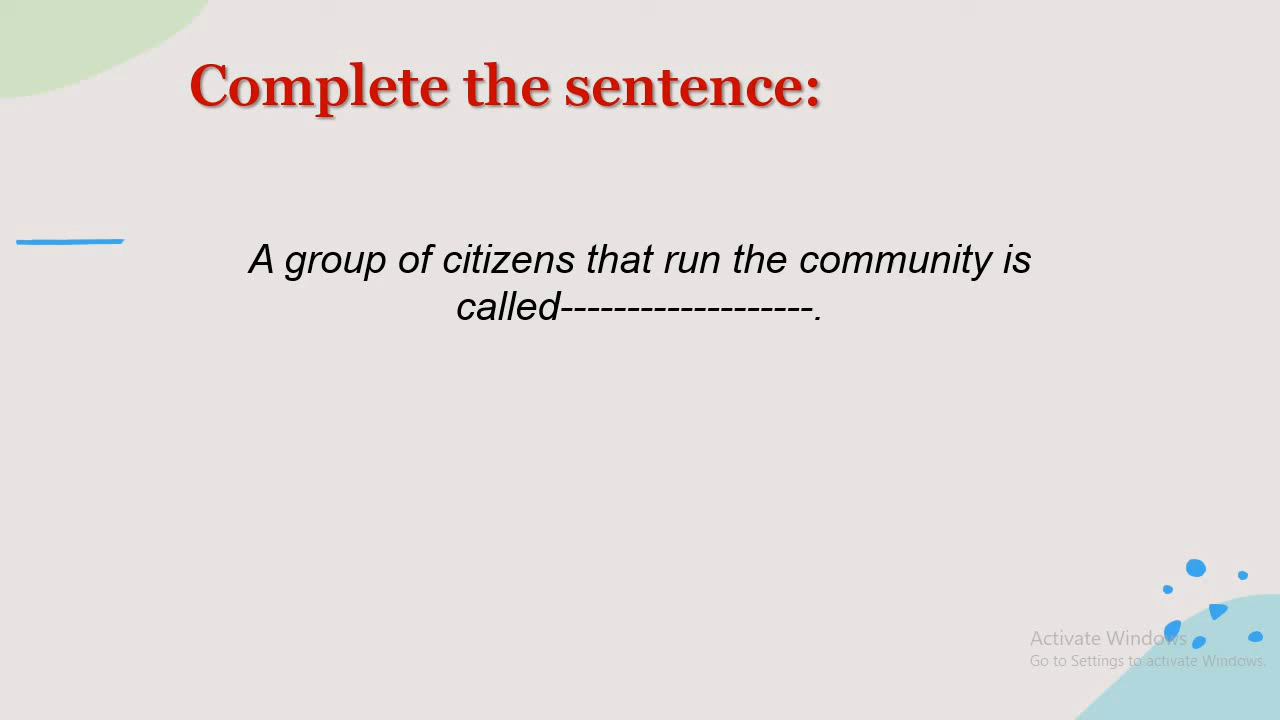 Complete the sentence:
A group of citizens that run the community is
called-------------------.
Activate Windows
Go to Settings to activate Windows.